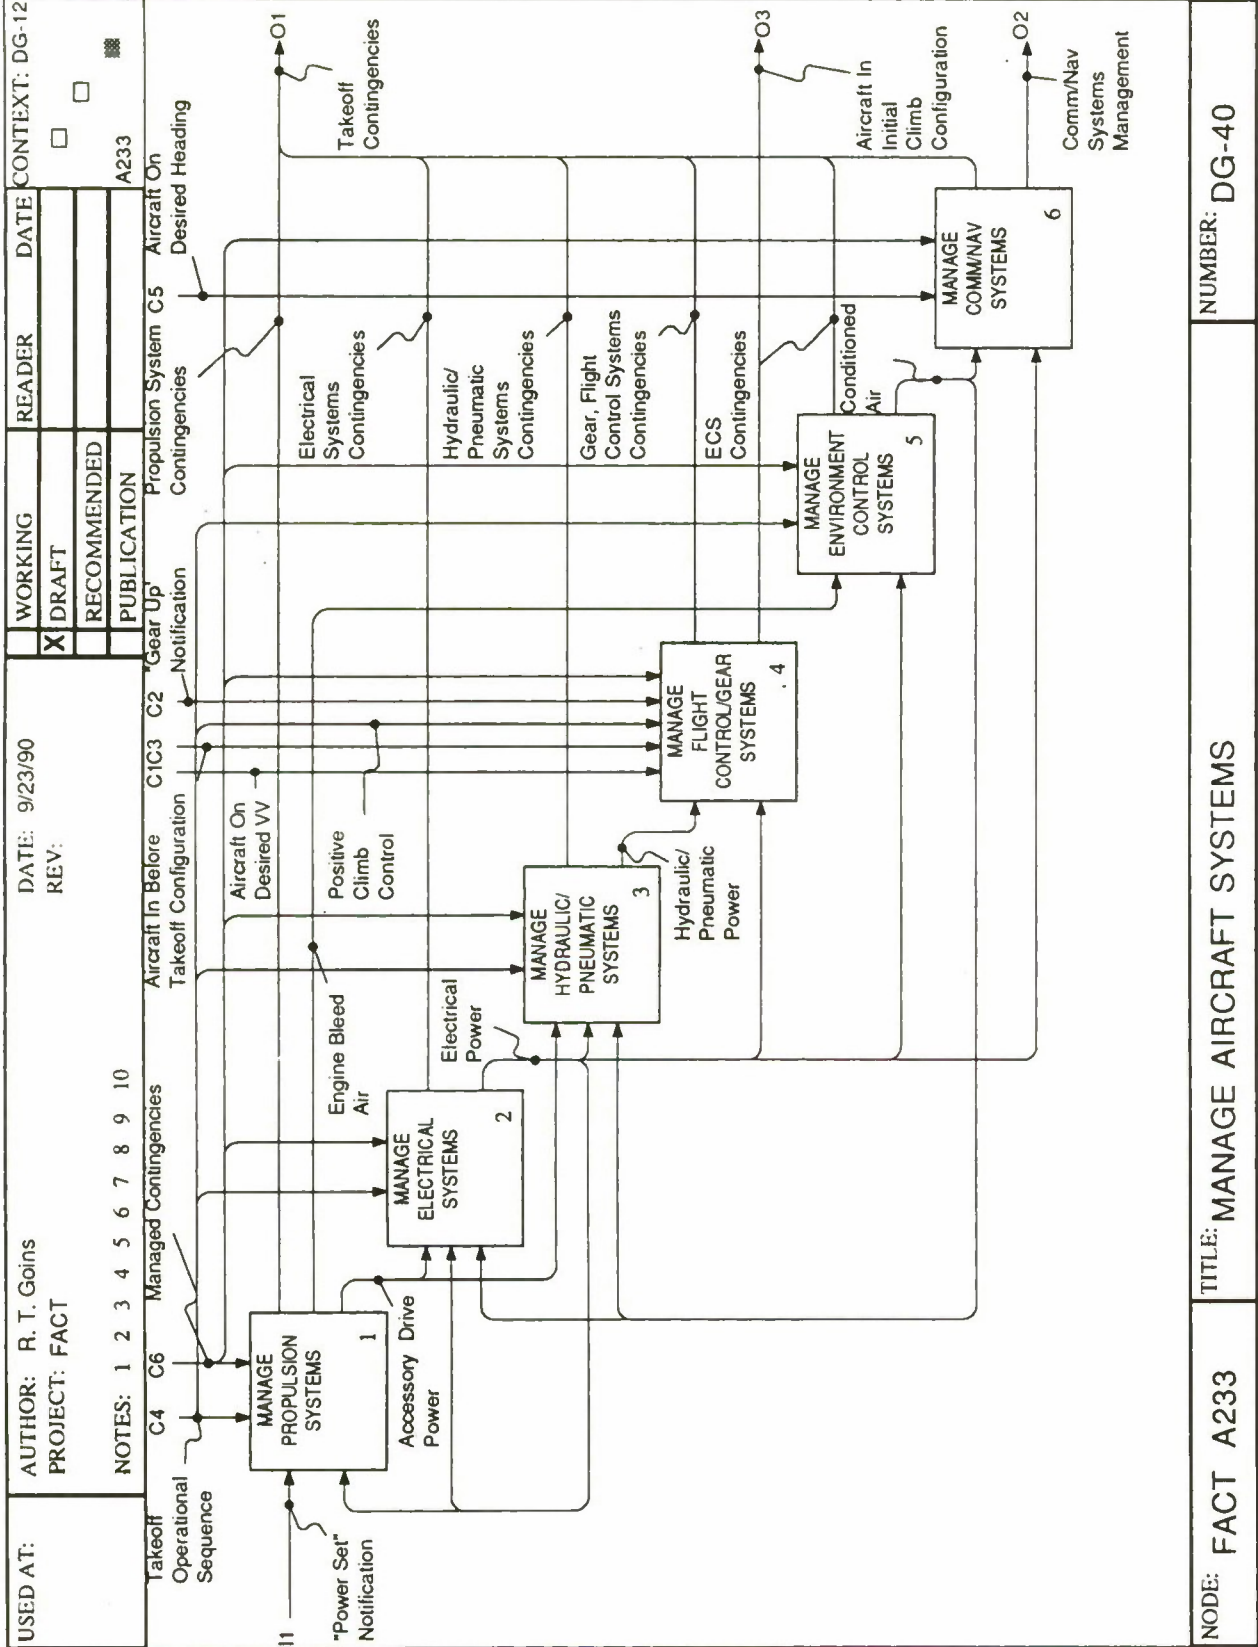 USED AT:
AUTHOR: R. T. Goins
PROJECT: FACT
NOTES: 1 2 3 4 5 6 7 8 9 10
DATE: 9/23/90
REV:
WORKING
X DRAFT
RECOMMENDED
PUBLICATION
READER
DATE
CONTEXT: DG-12
A233
Takeoff
Operational
Sequence
C4
C6
Managed Contingencies
Aircraft In Before
Takeoff Configuration
C1
C3
C2
"Gear Up'
Notification
Propulsion System
Contingencies
C5
Aircraft On
Desired Heading
I1
"Power Set"
Notification
MANAGE
PROPULSION
SYSTEMS
1
Accessory Drive
Power
Engine Bleed
Air
MANAGE
ELECTRICAL
SYSTEMS
2
Electrical
Power
MANAGE
HYDRAULIC/
PNEUMATIC
SYSTEMS
3
Hydraulic/
Pneumatic
Power
Aircraft On
Desired VV
Positive
Climb
Control
MANAGE
FLIGHT
CONTROL/GEAR
SYSTEMS
4
MANAGE
ENVIRONMENT
CONTROL
SYSTEMS
5
Conditioned
Air
MANAGE
COMM/NAV
SYSTEMS
6
Electrical
Systems
Contingencies
Hydraulic/
Pneumatic
Systems
Contingencies
Gear, Flight
Control Systems
Contingencies
ECS
Contingencies
O1
Takeoff
Contingencies
O3
Aircraft In
Initial
Climb
Configuration
O2
Comm/Nav
Systems
Management
NODE: FACT A233
TITLE: MANAGE AIRCRAFT SYSTEMS
NUMBER: DG-40